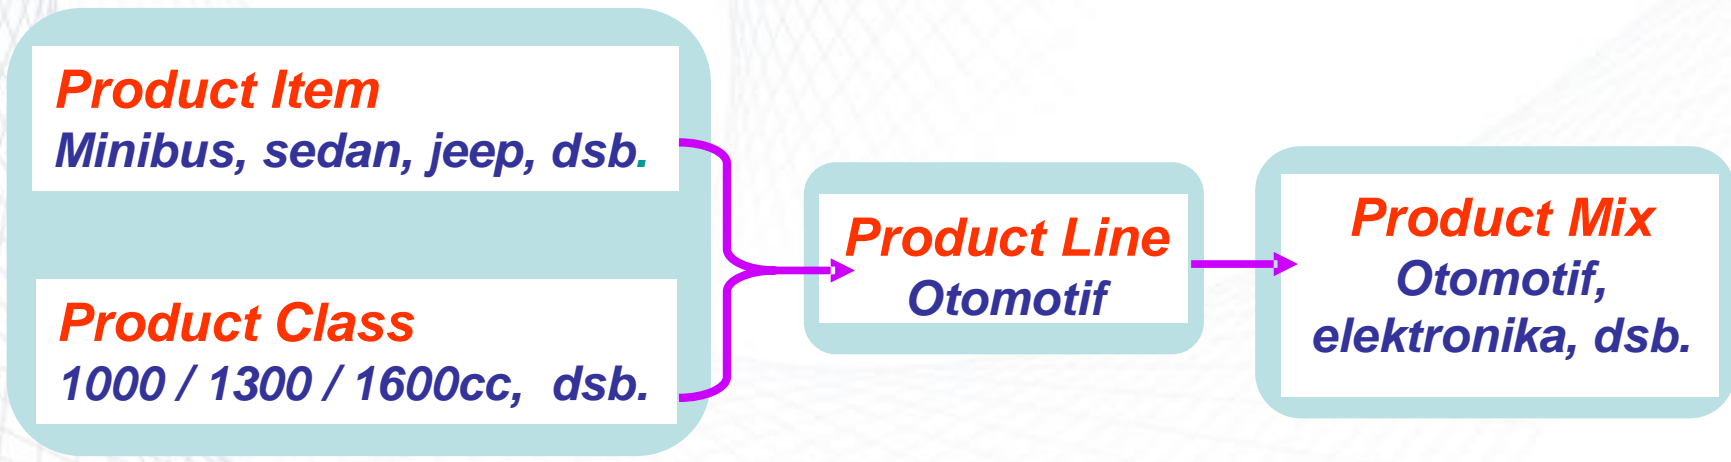 Product Item
Minibus, sedan, jeep, dsb.
Product Class
1000 / 1300 / 1600cc, dsb.
Product Line
Otomotif
Product Mix
Otomotif,
elektronika, dsb.